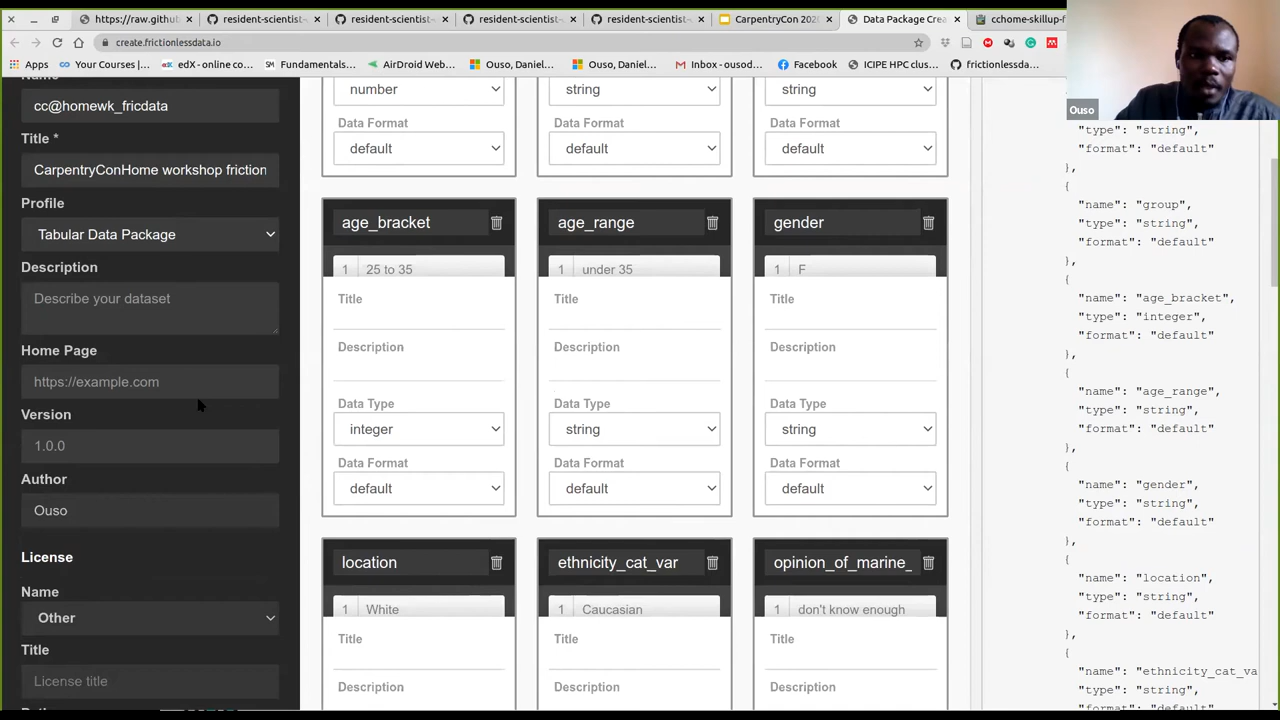 https://raw.github
resident-scientist-
resident-scientist-
resident-scientist-
resident-scientist-
CarpentryCon 202
Data Package Crea
cchome-skillup-f
create.frictionlessdata.io
Apps
Your Courses |...
edX - online co...
Fundamentals...
AirDroid Web...
Ouso, Daniel...
Ouso, Daniel...
Inbox - ousod...
Facebook
ICIPE HPC clus...
frictionlessda...
Ouso
Name
cc@homewk_fricdata
Title *
CarpentryConHome workshop friction
Profile
Tabular Data Package
Description
Describe your dataset
Home Page
https://example.com
Version
1.0.0
Author
Ouso
License
Name
Other
Title
License title
number
string
string
Data Format
Data Format
Data Format
default
default
default
age_bracket
age_range
gender
1 25 to 35
1 under 35
1 F
Title
Title
Title
Description
Description
Description
Data Type
Data Type
Data Type
integer
string
string
Data Format
Data Format
Data Format
default
default
default
location
ethnicity_cat_var
opinion_of_marine_
1 White
1 Caucasian
1 don't know enough
Title
Title
Title
Description
Description
Description
"type": "string",
"format": "default"
},
{
"name": "group",
"type": "string",
"format": "default"
},
{
"name": "age_bracket",
"type": "integer",
"format": "default"
},
{
"name": "age_range",
"type": "string",
"format": "default"
},
{
"name": "gender",
"type": "string",
"format": "default"
},
{
"name": "location",
"type": "string",
"format": "default"
},
{
"name": "ethnicity_cat_va
"type": "string",
"format": "default"